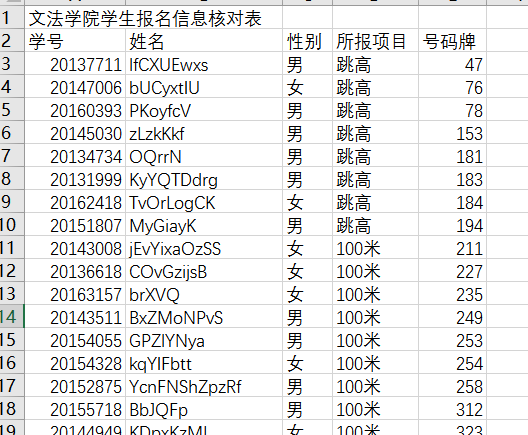 1 文法学院学生报名信息核对表
2 学号 姓名 性别 所报项目 号码牌
3 20137711 IfCXUEwxs 男 跳高 47
4 20147006 bUCyxtIU 女 跳高 76
5 20160393 PKoyfcV 男 跳高 78
6 20145030 zLzkKkf 男 跳高 153
7 20134734 OQrrN 男 跳高 181
8 20131999 KyYQTDdrg 男 跳高 183
9 20162418 TvOrLogCK 女 跳高 184
10 20151807 MyGiayK 男 跳高 194
11 20143008 jEvYixaOzSS 女 100米 211
12 20136618 COvGzijsB 女 100米 227
13 20163157 brXVQ 女 100米 235
14 20143511 BxZMoNPvS 男 100米 249
15 20154055 GPZIYNya 男 100米 253
16 20154328 kqYIFbtt 女 100米 254
17 20152875 YcnFNShZpzRf 男 100米 258
18 20155718 BbJQFp 男 100米 312
19 20144949 女 100米 323